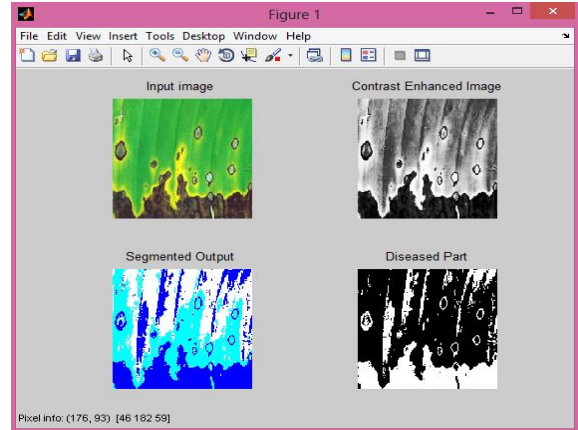 Figure 1
File Edit View Insert Tools Desktop Window Help
Input image
Contrast Enhanced Image
Segmented Output
Diseased Part
Pixel info: (176, 93) [46 182 59]